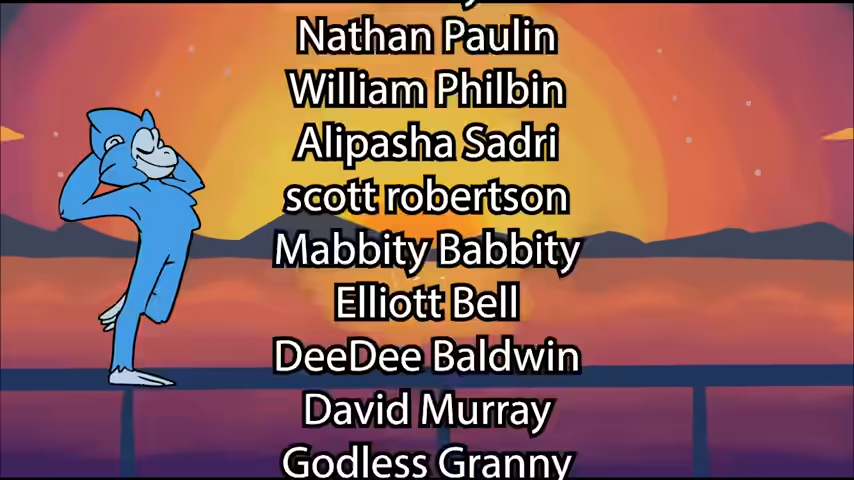 Nathan Paulin
William Philbin
Alipasha Sadri
scott robertson
Mabbity Babbity
Elliott Bell
DeeDee Baldwin
David Murray
Godless Granny